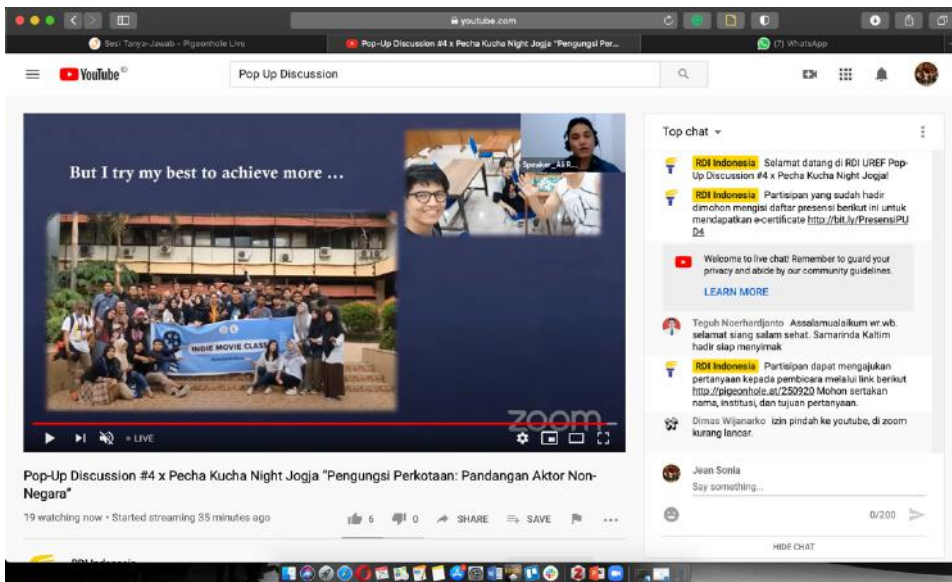 youtube.com
Sesi Tanya-Jawab - Pigeonhole Live
Pop-Up Discussion #4 x Pecha Kucha Night Jogja "Pengungsi Per...
(7) WhatsApp
YouTube ID
Pop Up Discussion
But I try my best to achieve more ...
Speaker_Ali R...
INDIE MOVIE CLASS
zoom
LIVE
Pop-Up Discussion #4 x Pecha Kucha Night Jogja "Pengungsi Perkotaan: Pandangan Aktor Non-
Negara"
19 watching now • Started streaming 35 minutes ago
6
0
SHARE
SAVE
Top chat
RDI Indonesia Selamat datang di RDI UREF Pop-
Up Discussion #4 x Pecha Kucha Night Jogja!
RDI Indonesia Partisipan yang sudah hadir
dimohon mengisi daftar presensi berikut ini untuk
mendapatkan e-certificate http://bit.ly/PresensiPU
D4
Welcome to live chat! Remember to guard your
privacy and abide by our community guidelines.
LEARN MORE
Teguh Noerhardjanto Assalamualaikum wr.wb.
selamat siang salam sehat. Samarinda Kaltim
hadir siap menyimak
RDI Indonesia Partisipan dapat mengajukan
pertanyaan kepada pembicara melalui link berikut
http://pigeonhole.at/250920 Mohon sertakan
nama, institusi, dan tujuan pertanyaan.
Dimas Wijanarko izin pindah ke youtube, di zoom
kurang lancar.
Jean Sonia
Say something...
0/200
HIDE CHAT